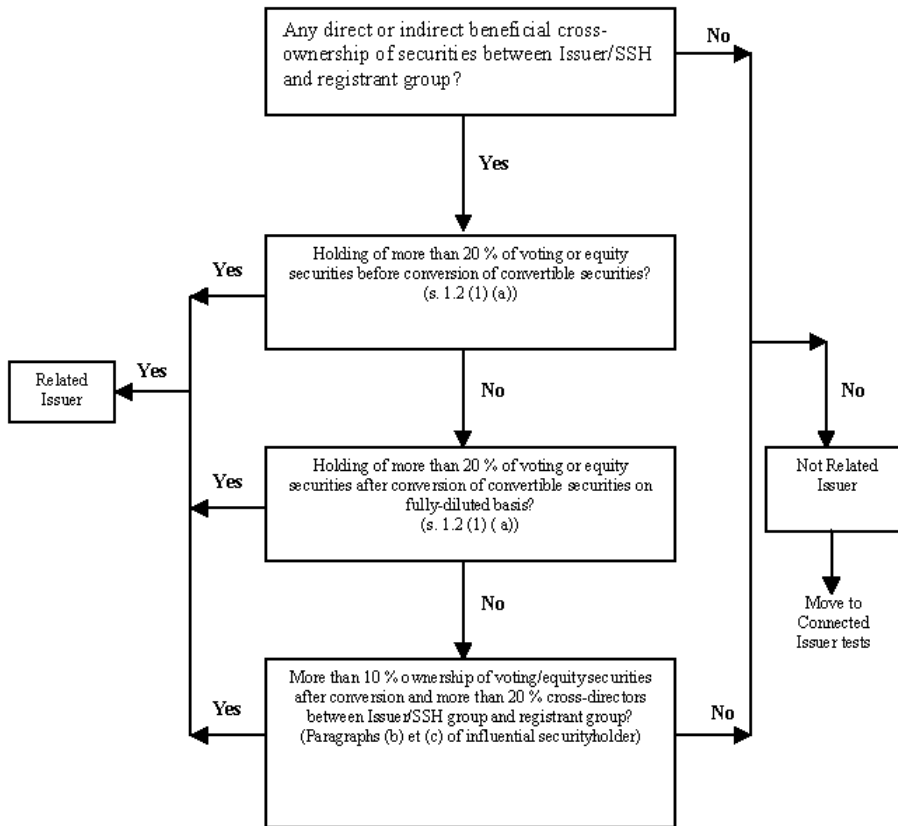 Any direct or indirect beneficial cross-
ownership of securities between Issuer/SSH
and registrant group?
No
Yes
Holding of more than 20 % of voting or equity
securities before conversion of convertible securities?
(s. 1.2 (1) (a))
Yes
No
Related
Issuer
Yes
No
Holding of more than 20 % of voting or equity
securities after conversion of convertible securities on
fully-diluted basis?
(s. 1.2 (1) ( a))
Yes
Not Related
Issuer
No
Move to
Connected
Issuer tests
More than 10 % ownership of voting/equity securities
after conversion and more than 20 % cross-directors
between Issuer/SSH group and registrant group?
(Paragraphs (b) et (c) of influential securityholder)
Yes
No